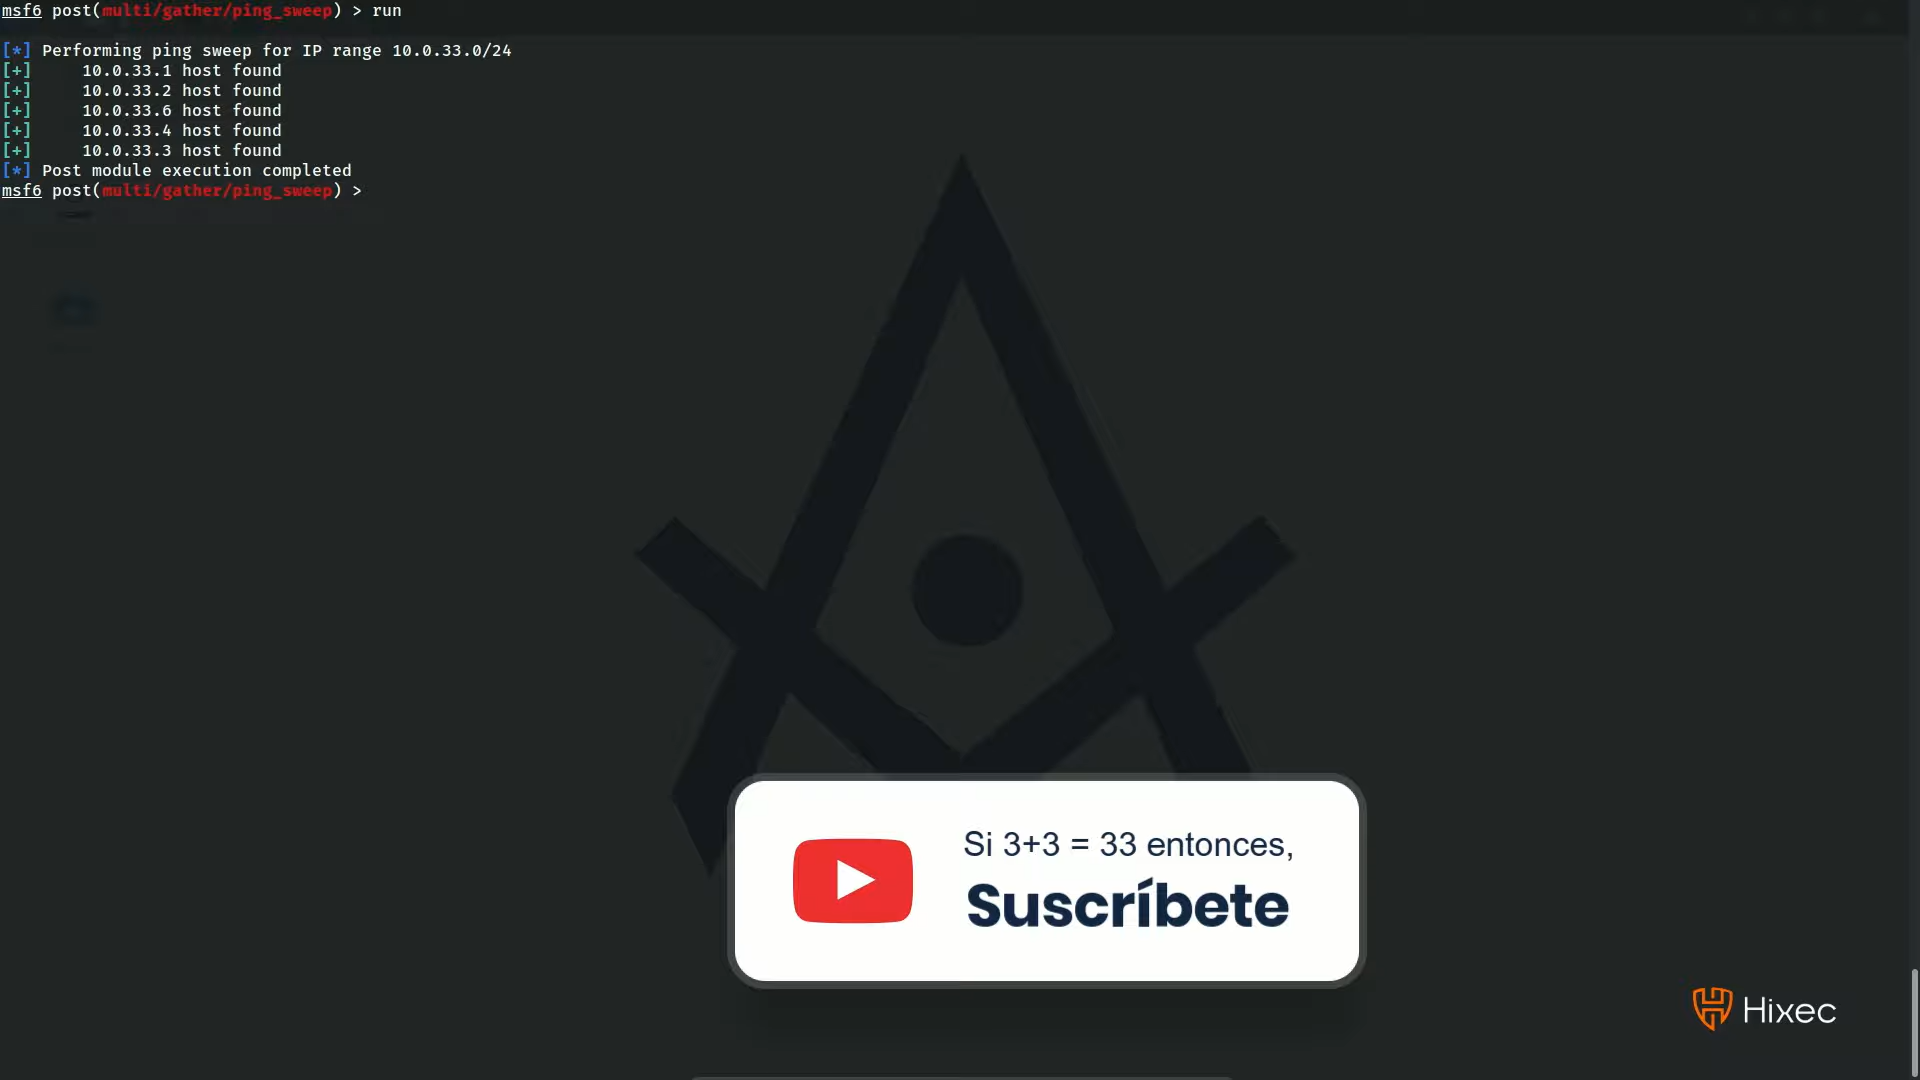 msf6 post(multi/gather/ping_sweep) > run
[*] Performing ping sweep for IP range 10.0.33.0/24
[+]     10.0.33.1 host found
[+]     10.0.33.2 host found
[+]     10.0.33.6 host found
[+]     10.0.33.4 host found
[+]     10.0.33.3 host found
[*] Post module execution completed
msf6 post(multi/gather/ping_sweep) >
Si 3+3 = 33 entonces,
Suscríbete
Hixec